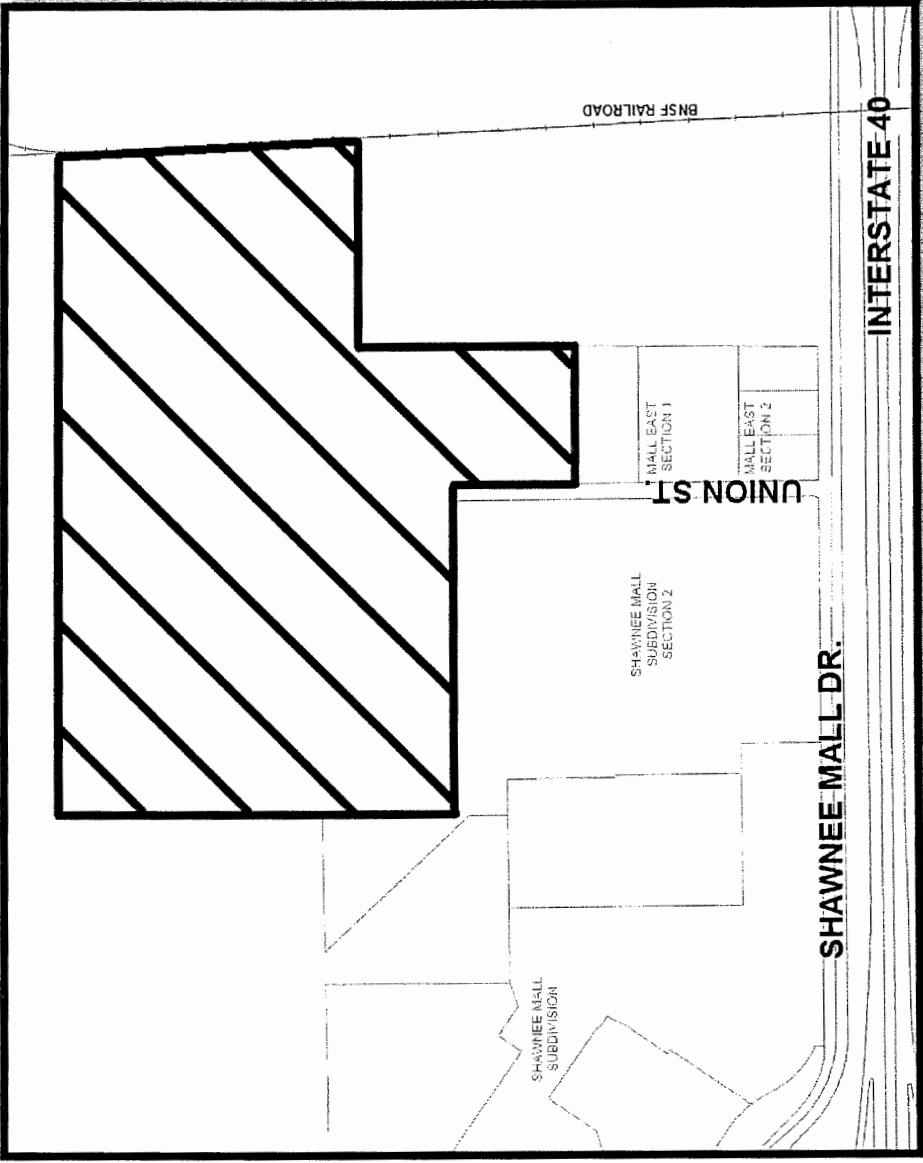 BNSF RAILROAD
INTERSTATE 40
MALL EAST
SECTION 1
MALL EAST
SECTION 2
UNION ST.
SHAWNEE MALL
SUBDIVISION
SECTION 2
SHAWNEE MALL DR.
SHAWNEE MALL
SUBDIVISION